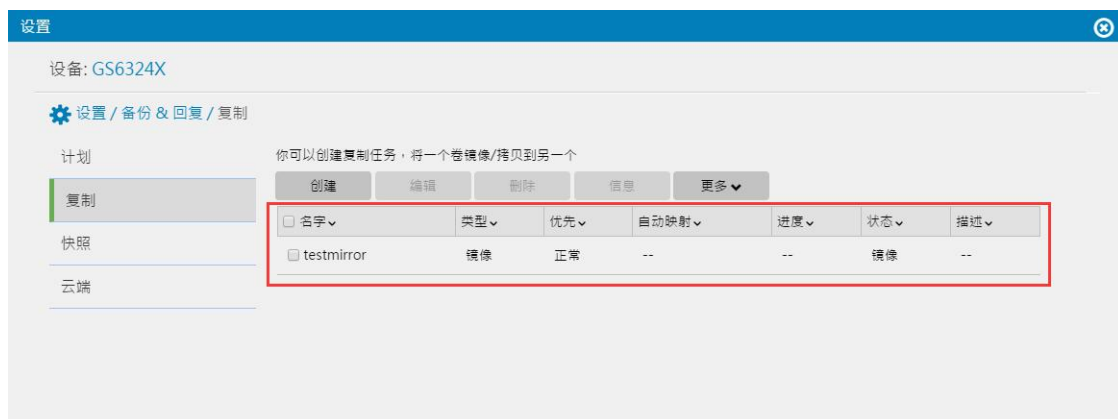 设置
设备: GS6324X
设置 / 备份 & 回复 / 复制
计划
复制
快照
云端
你可以创建复制任务，将一个卷镜像/拷贝到另一个
创建 编辑 删除 信息 更多
名字 类型 优先 自动映射 进度 状态 描述
testmirror 镜像 正常 -- -- 镜像 --